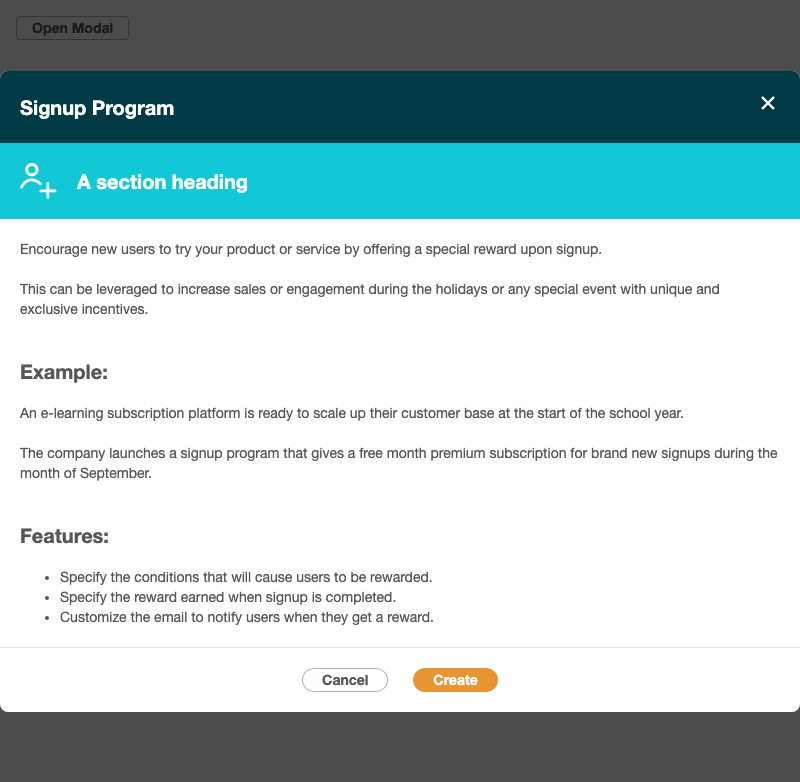 Open Modal
Signup Program
A section heading
Encourage new users to try your product or service by offering a special reward upon signup.
This can be leveraged to increase sales or engagement during the holidays or any special event with unique and
exclusive incentives.
Example:
An e-learning subscription platform is ready to scale up their customer base at the start of the school year.
The company launches a signup program that gives a free month premium subscription for brand new signups during the
month of September.
Features:
• Specify the conditions that will cause users to be rewarded.
• Specify the reward earned when signup is completed.
• Customize the email to notify users when they get a reward.
Cancel
Create